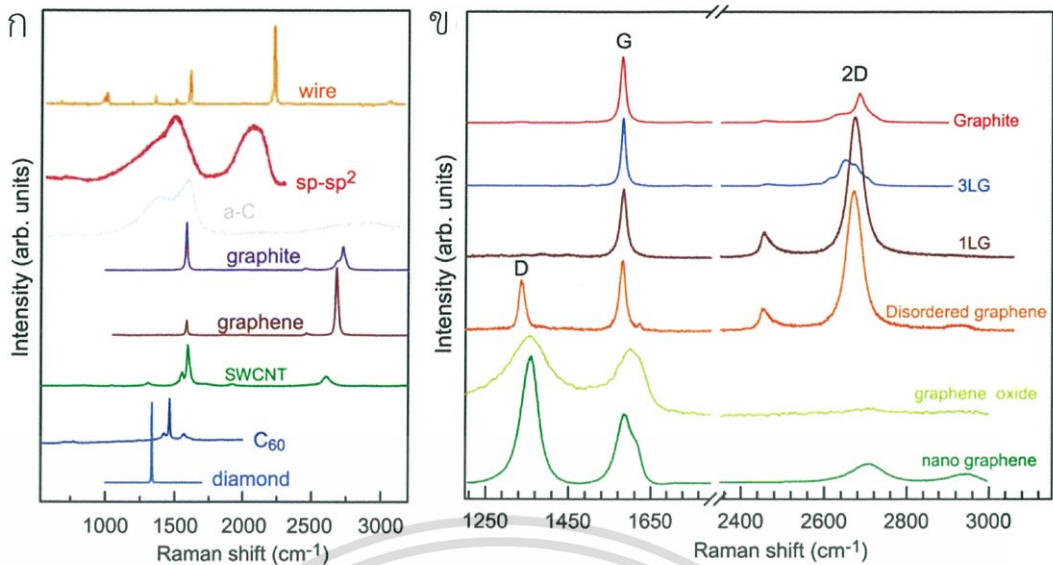 ก
wire
sp-sp²
a-C
graphite
graphene
SWCNT
C₆₀
diamond
Intensity (arb. units)
1000 1500 2000 2500 3000
Raman shift (cm⁻¹)
ข
G
2D
D
Graphite
3LG
1LG
Disordered graphene
graphene oxide
nano graphene
Intensity (arb. units)
1250 1450 1650 2400 2600 2800 3000
Raman shift (cm⁻¹)